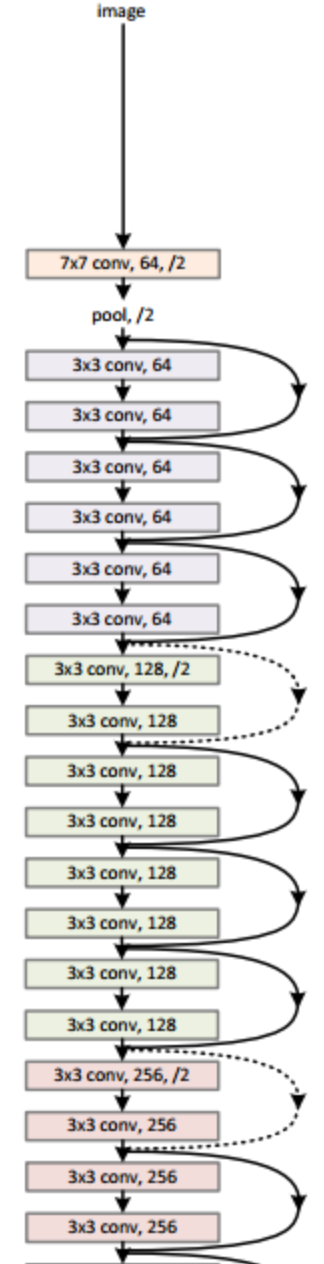 image
7x7 conv, 64, /2
pool, /2
3x3 conv, 64
3x3 conv, 64
3x3 conv, 64
3x3 conv, 64
3x3 conv, 64
3x3 conv, 64
3x3 conv, 128, /2
3x3 conv, 128
3x3 conv, 128
3x3 conv, 128
3x3 conv, 128
3x3 conv, 128
3x3 conv, 128
3x3 conv, 128
3x3 conv, 256, /2
3x3 conv, 256
3x3 conv, 256
3x3 conv, 256